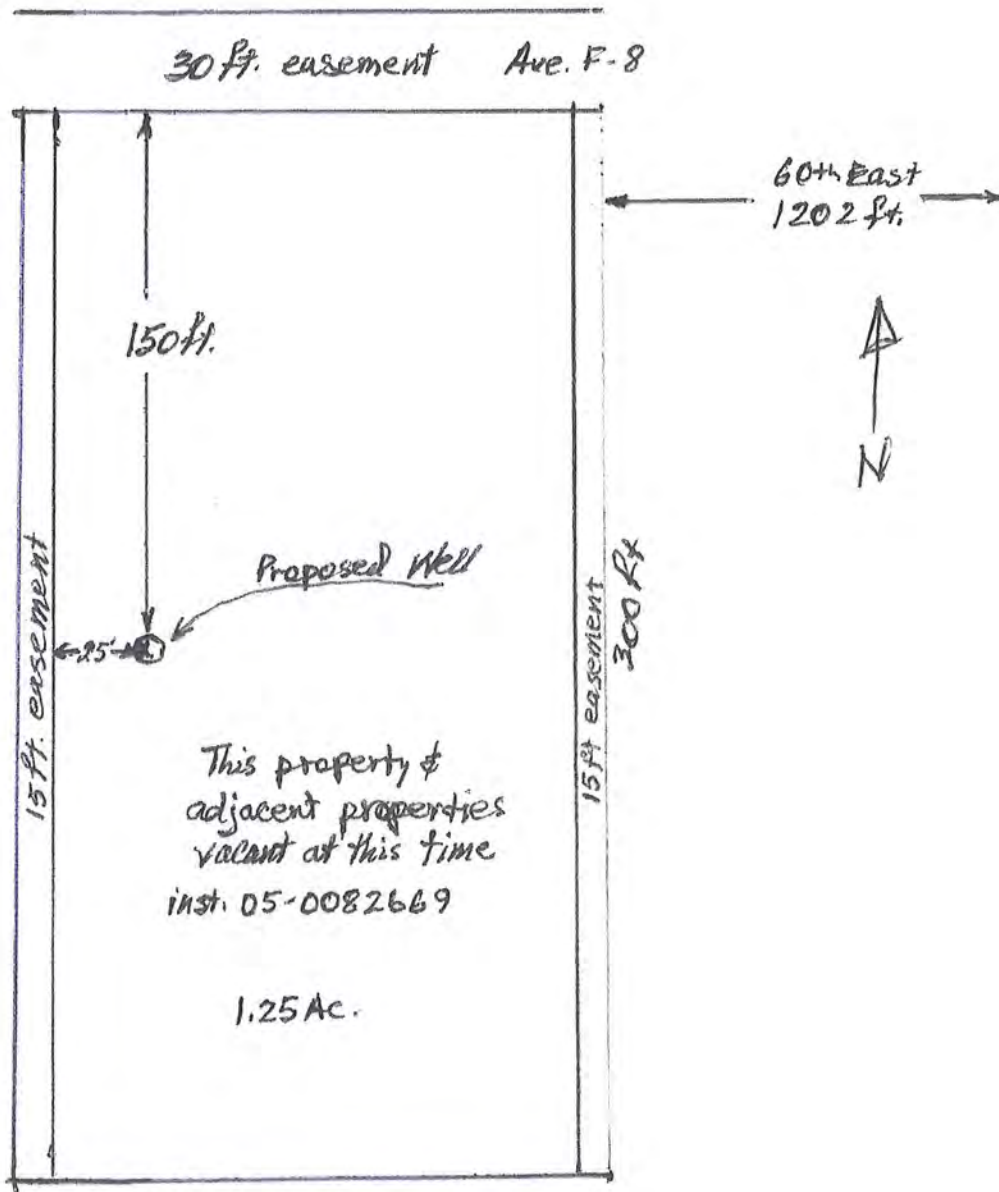 30 ft. easement Ave. F-8
60th East
1202 ft.
150 ft.
N
Proposed Well
25'
15 ft. easement
15 ft easement
300 ft
This property &
adjacent properties
vacant at this time
inst. 05-0082669
1.25 Ac.